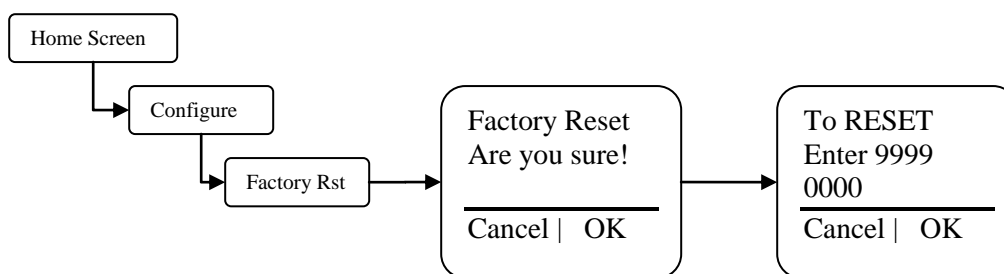 Home Screen
Configure
Factory Rst
Factory Reset
Are you sure!
Cancel | OK
To RESET
Enter 9999
0000
Cancel | OK